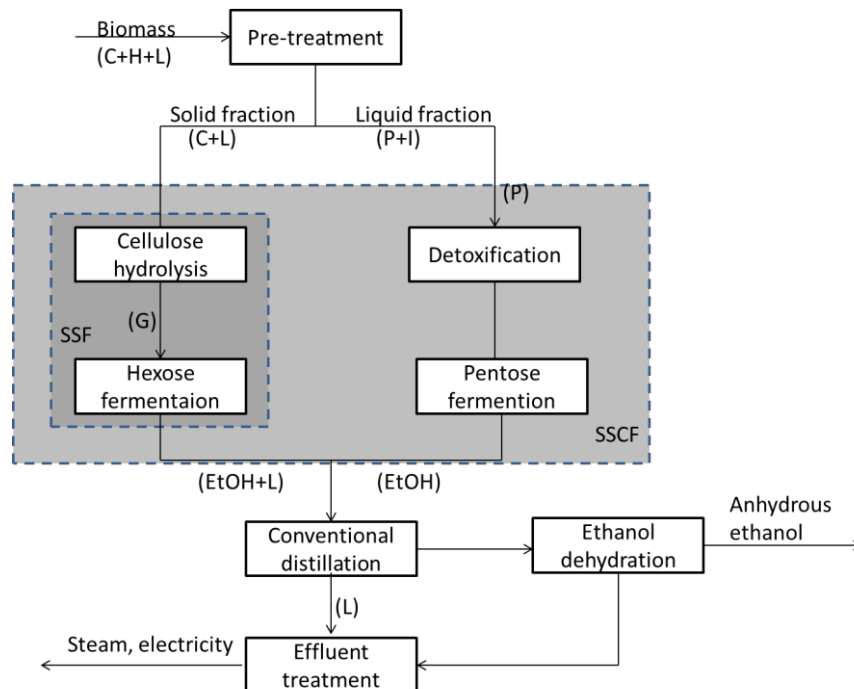 Biomass
(C+H+L)
Pre-treatment
Solid fraction
(C+L)
Liquid fraction
(P+I)
(P)
Cellulose
hydrolysis
Detoxification
(G)
SSF
Hexose
fermentaion
Pentose
fermention
SSCF
(EtOH+L)
(EtOH)
Conventional
distillation
Ethanol
dehydration
Anhydrous
ethanol
(L)
Steam, electricity
Effluent
treatment